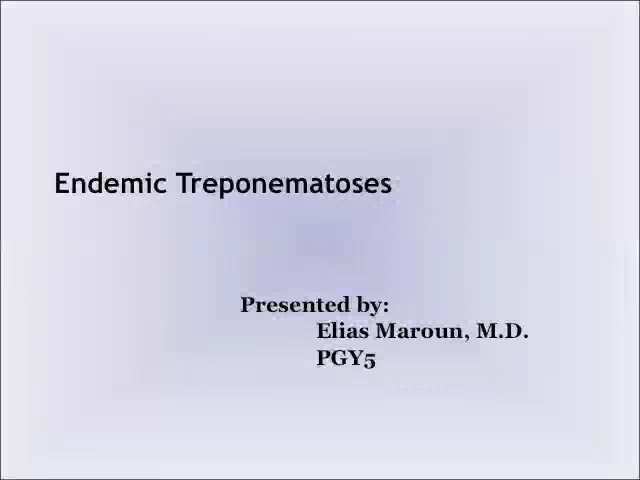 Endemic Treponematoses
Presented by:
Elias Maroun, M.D.
PGY5